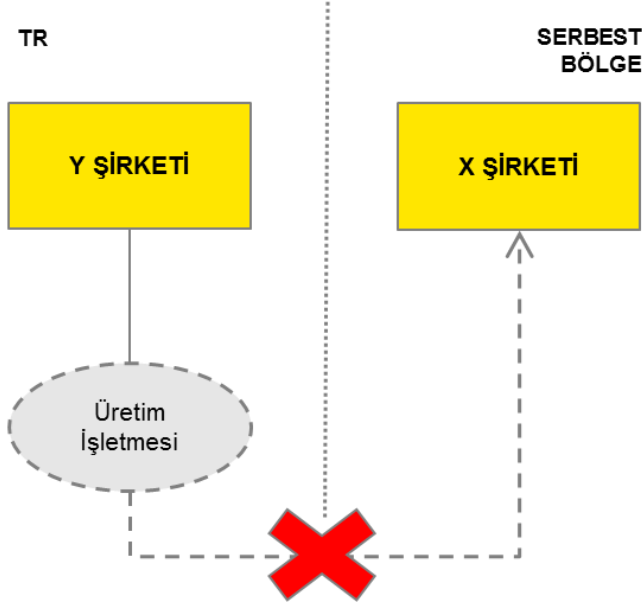 TR
SERBEST
BÖLGE
Y ŞİRKETİ
X ŞİRKETİ
Üretim
İşletmesi